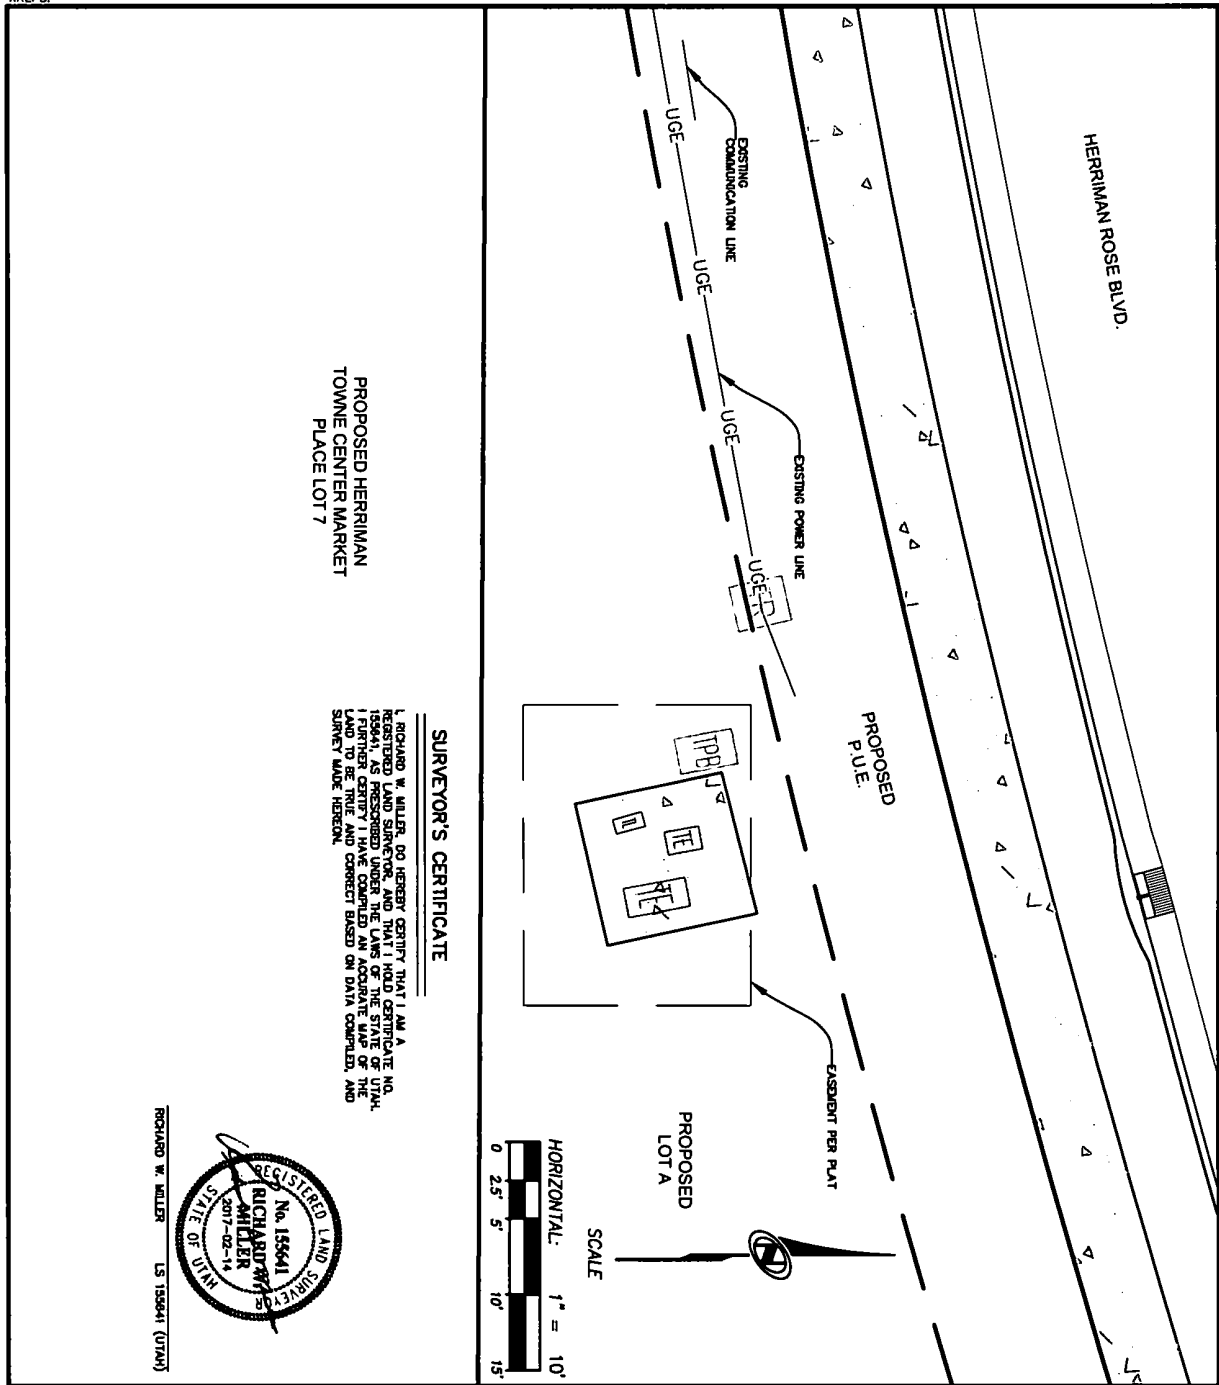 HERRIMAN ROSE BLVD.
EXISTING
COMMUNICATION LINE
UGE
UGE
UGE
UGE
EXISTING POWER LINE
PROPOSED
P.U.E.
TPB
TE
EASEMENT PER PLAT
PROPOSED
LOT A
N
SCALE
HORIZONTAL: 1" = 10'
0 2.5' 5' 10' 15'
PROPOSED HERRIMAN
TOWNE CENTER MARKET
PLACE LOT 7
SURVEYOR'S CERTIFICATE
I, RICHARD W. MILLER, DO HEREBY CERTIFY THAT I AM A
REGISTERED LAND SURVEYOR, AND THAT I HOLD CERTIFICATE NO.
155641, AS PRESCRIBED UNDER THE LAWS OF THE STATE OF UTAH.
I FURTHER CERTIFY I HAVE COMPILED AN ACCURATE MAP OF THE
LAND TO BE TRUE AND CORRECT BASED ON DATA COMPILED, AND
SURVEY MADE HEREON.
REGISTERED LAND SURVEYOR
No. 155641
RICHARD W.
MILLER
2017-02-14
STATE OF UTAH
RICHARD W. MILLER LS 155641 (UTAH)